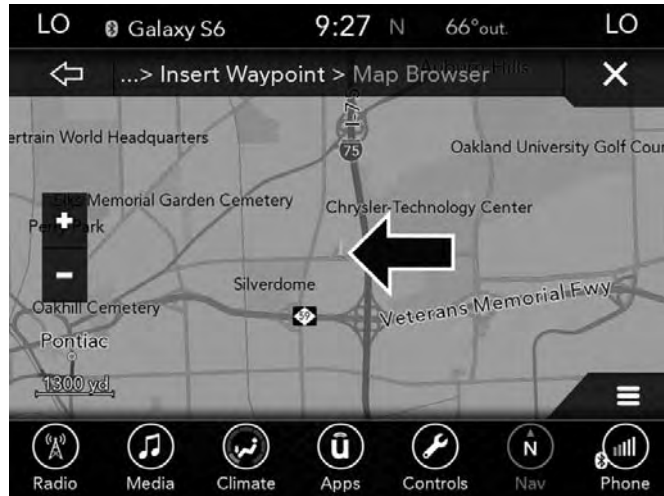 LO Galaxy S6 9:27 N 66°out. LO
...> Insert Waypoint > Map Browser
Auburn Hills
I-75
75
ertrain World Headquarters
Oakland University Golf Cour
Elks Memorial Garden Cemetery
Chrysler-Technology Center
+
Perry Park
-
Silverdome
Oakhill Cemetery
59
Veterans Memorial Fwy
Pontiac
1300 yd
N
Radio Media Climate Apps Controls Nav Phone